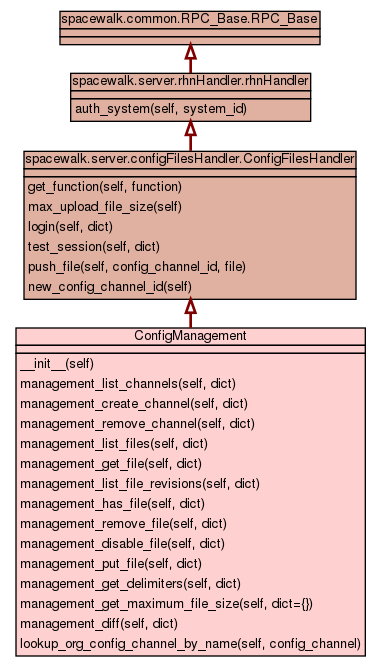 spacewalk.common.RPC_Base.RPC_Base
spacewalk.server.rhnHandler.rhnHandler
auth_system(self, system_id)
spacewalk.server.configFilesHandler.ConfigFilesHandler
get_function(self, function)
max_upload_file_size(self)
login(self, dict)
test_session(self, dict)
push_file(self, config_channel_id, file)
new_config_channel_id(self)
ConfigManagement
__init__(self)
management_list_channels(self, dict)
management_create_channel(self, dict)
management_remove_channel(self, dict)
management_list_files(self, dict)
management_get_file(self, dict)
management_list_file_revisions(self, dict)
management_has_file(self, dict)
management_remove_file(self, dict)
management_disable_file(self, dict)
management_put_file(self, dict)
management_get_delimiters(self, dict)
management_get_maximum_file_size(self, dict={})
management_diff(self, dict)
lookup_org_config_channel_by_name(self, config_channel)